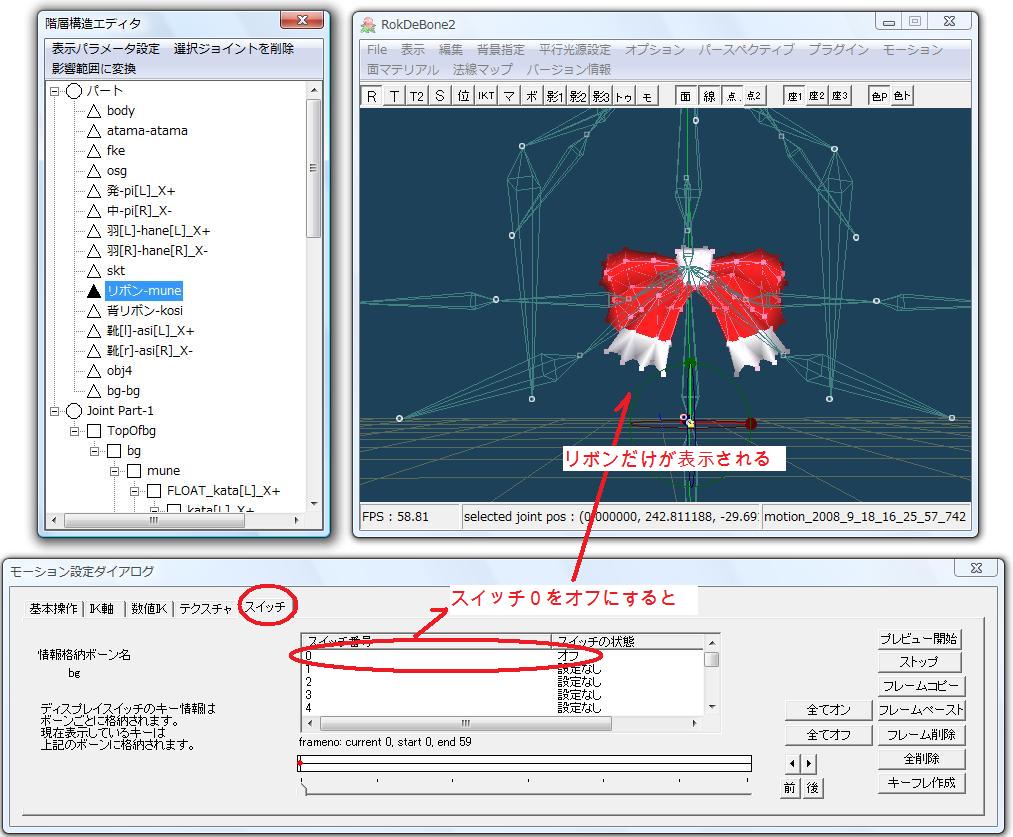 階層構造エディタ
表示パラメータ設定 選択ジョイントを削除
影響範囲に変換
パート
body
atama-atama
fke
osg
発-pi[L]_X+
中-pi[R]_X-
羽[L]-hane[L]_X+
羽[R]-hane[R]_X-
skt
リボン-mune
背リボン-kosi
靴[l]-asi[L]_X+
靴[r]-asi[R]_X-
obj4
bg-bg
Joint Part-1
TopOfbg
bg
mune
FLOAT_kata[L]_X+
kata[L]_X+
RokDeBone2
File 表示 編集 背景指定 平行光源設定 オプション パースペクティブ プラグイン モーション
面マテリアル 法線マップ バージョン情報
R T T2 S 位 IKT マ ボ 影1 影2 影3 トゥ モ 面 線 点. 点2 座1 座2 座3 色P 色ト
リボンだけが表示される
FPS : 58.81 selected joint pos : (0.000000, 242.811188, -29.69 motion_2008_9_18_16_25_57_742
モーション設定ダイアログ
基本操作 IK軸 数値IK テクスチャ スイッチ
スイッチ0をオフにすると
情報格納ボーン名
bg
ディスプレイスイッチのキー情報は
ボーンごとに格納されます。
現在表示しているキーは
上記のボーンに格納されます。
スイッチ番号 スイッチの状態
0 オフ
1 設定なし
2 設定なし
3 設定なし
4 設定なし
frameno: current 0, start 0, end 59
全てオン
全てオフ
前 後
プレビュー開始
ストップ
フレームコピー
フレームペースト
フレーム削除
全削除
キーフレ作成